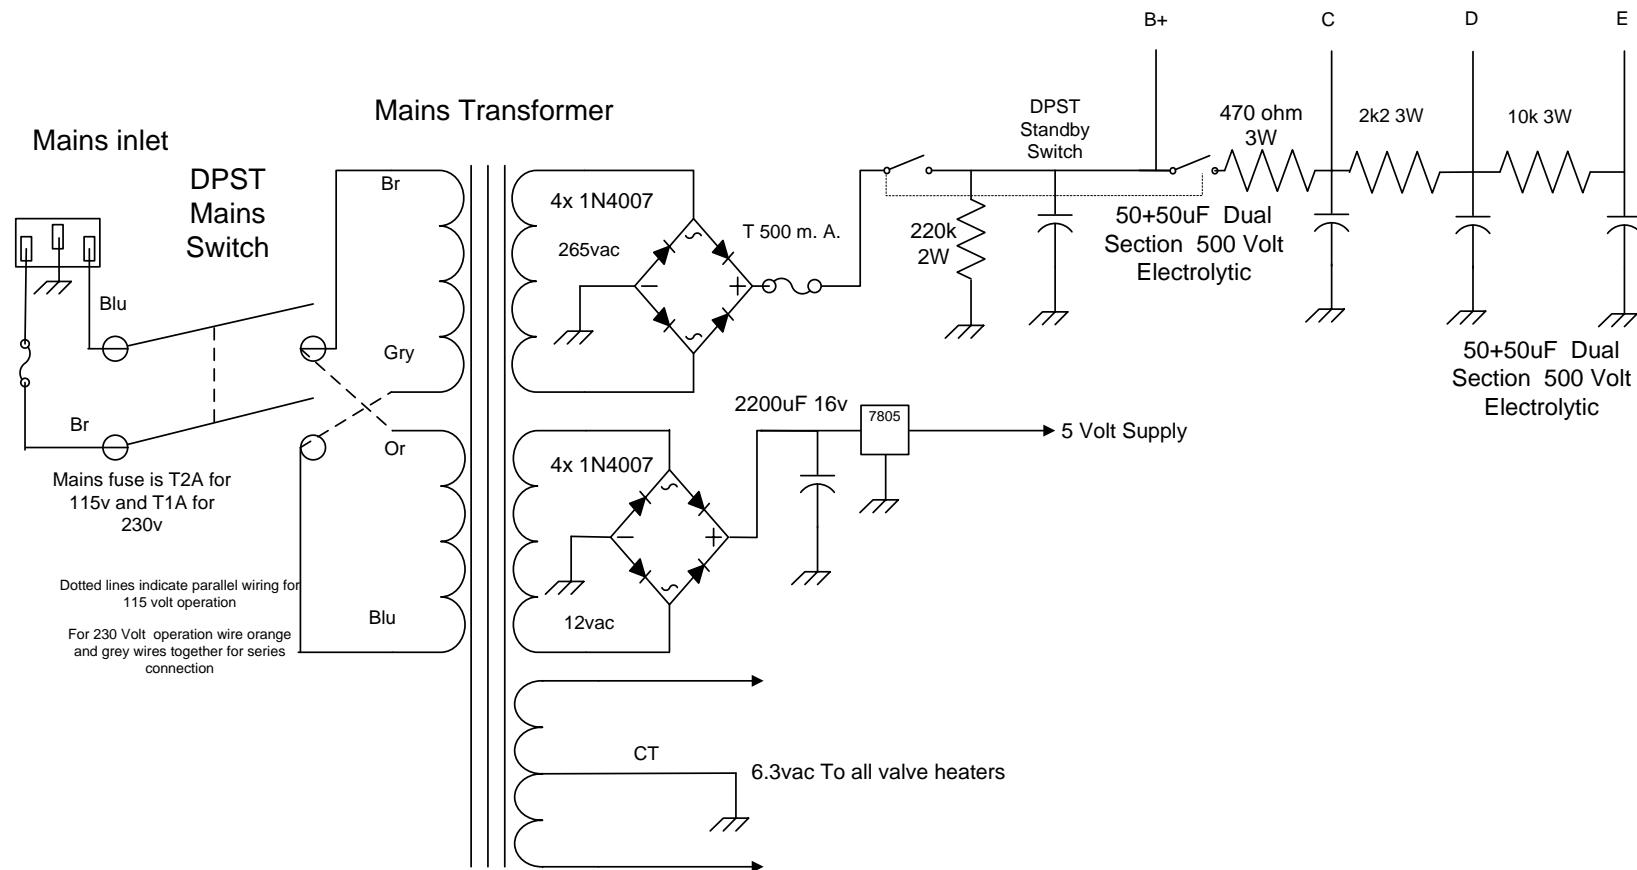 B+
C
D
E
Mains Transformer
Mains inlet
DPST
Mains
Switch
DPST
Standby
Switch
470 ohm
3W
2k2 3W
10k 3W
Br
4x 1N4007
265vac
T 500 m. A.
220k
2W
50+50uF Dual
Section 500 Volt
Electrolytic
Blu
Gry
50+50uF Dual
Section 500 Volt
Electrolytic
2200uF 16v
7805
5 Volt Supply
Br
Or
4x 1N4007
Mains fuse is T2A for
115v and T1A for
230v
Dotted lines indicate parallel wiring for
115 volt operation
For 230 Volt operation wire orange
and grey wires together for series
connection
Blu
12vac
CT
6.3vac To all valve heaters